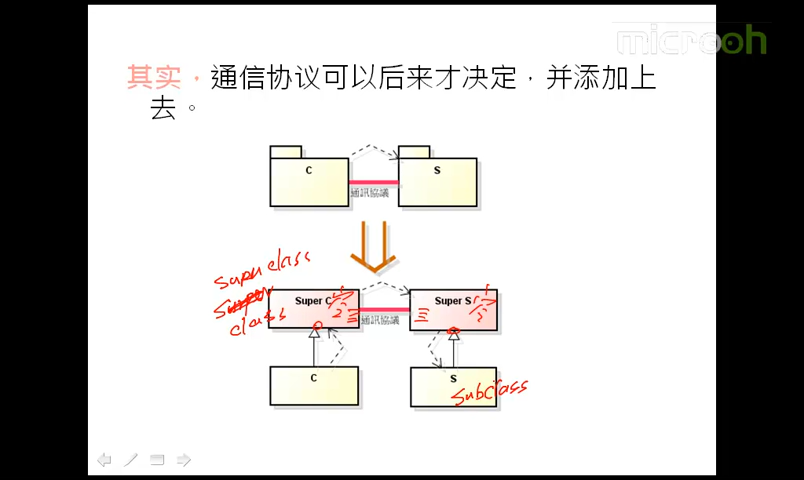 microoh
其实，通信协议可以后来才决定，并添加上
去。
C
S
通訊協議
superclass
super
class
Super C
Super S
通訊協議
C
S
subclass